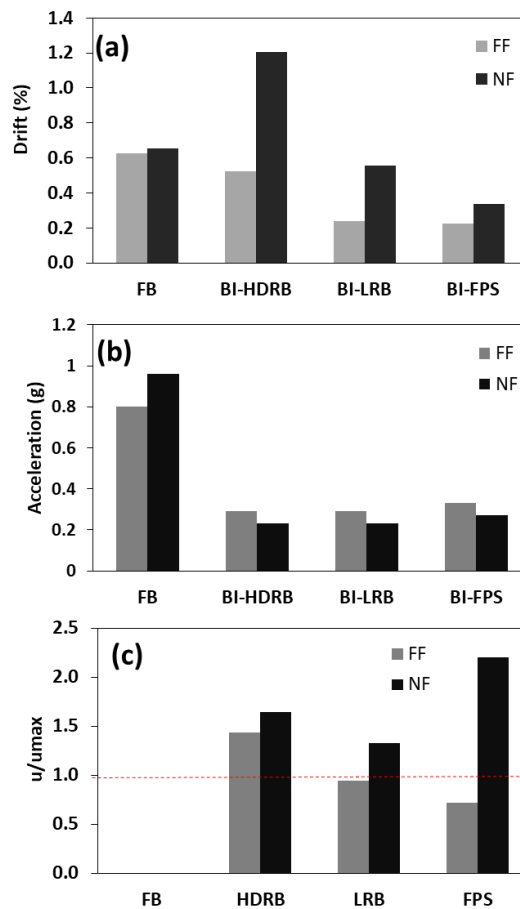 (a)
FF
NF
Drift (%)
1.4
1.2
1.0
0.8
0.6
0.4
0.2
0.0
FB BI-HDRB BI-LRB BI-FPS
(b)
FF
NF
Acceleration (g)
1.2
1
0.8
0.6
0.4
0.2
0
FB BI-HDRB BI-LRB BI-FPS
(c)
FF
NF
u/umax
2.5
2.0
1.5
1.0
0.5
0.0
FB HDRB LRB FPS